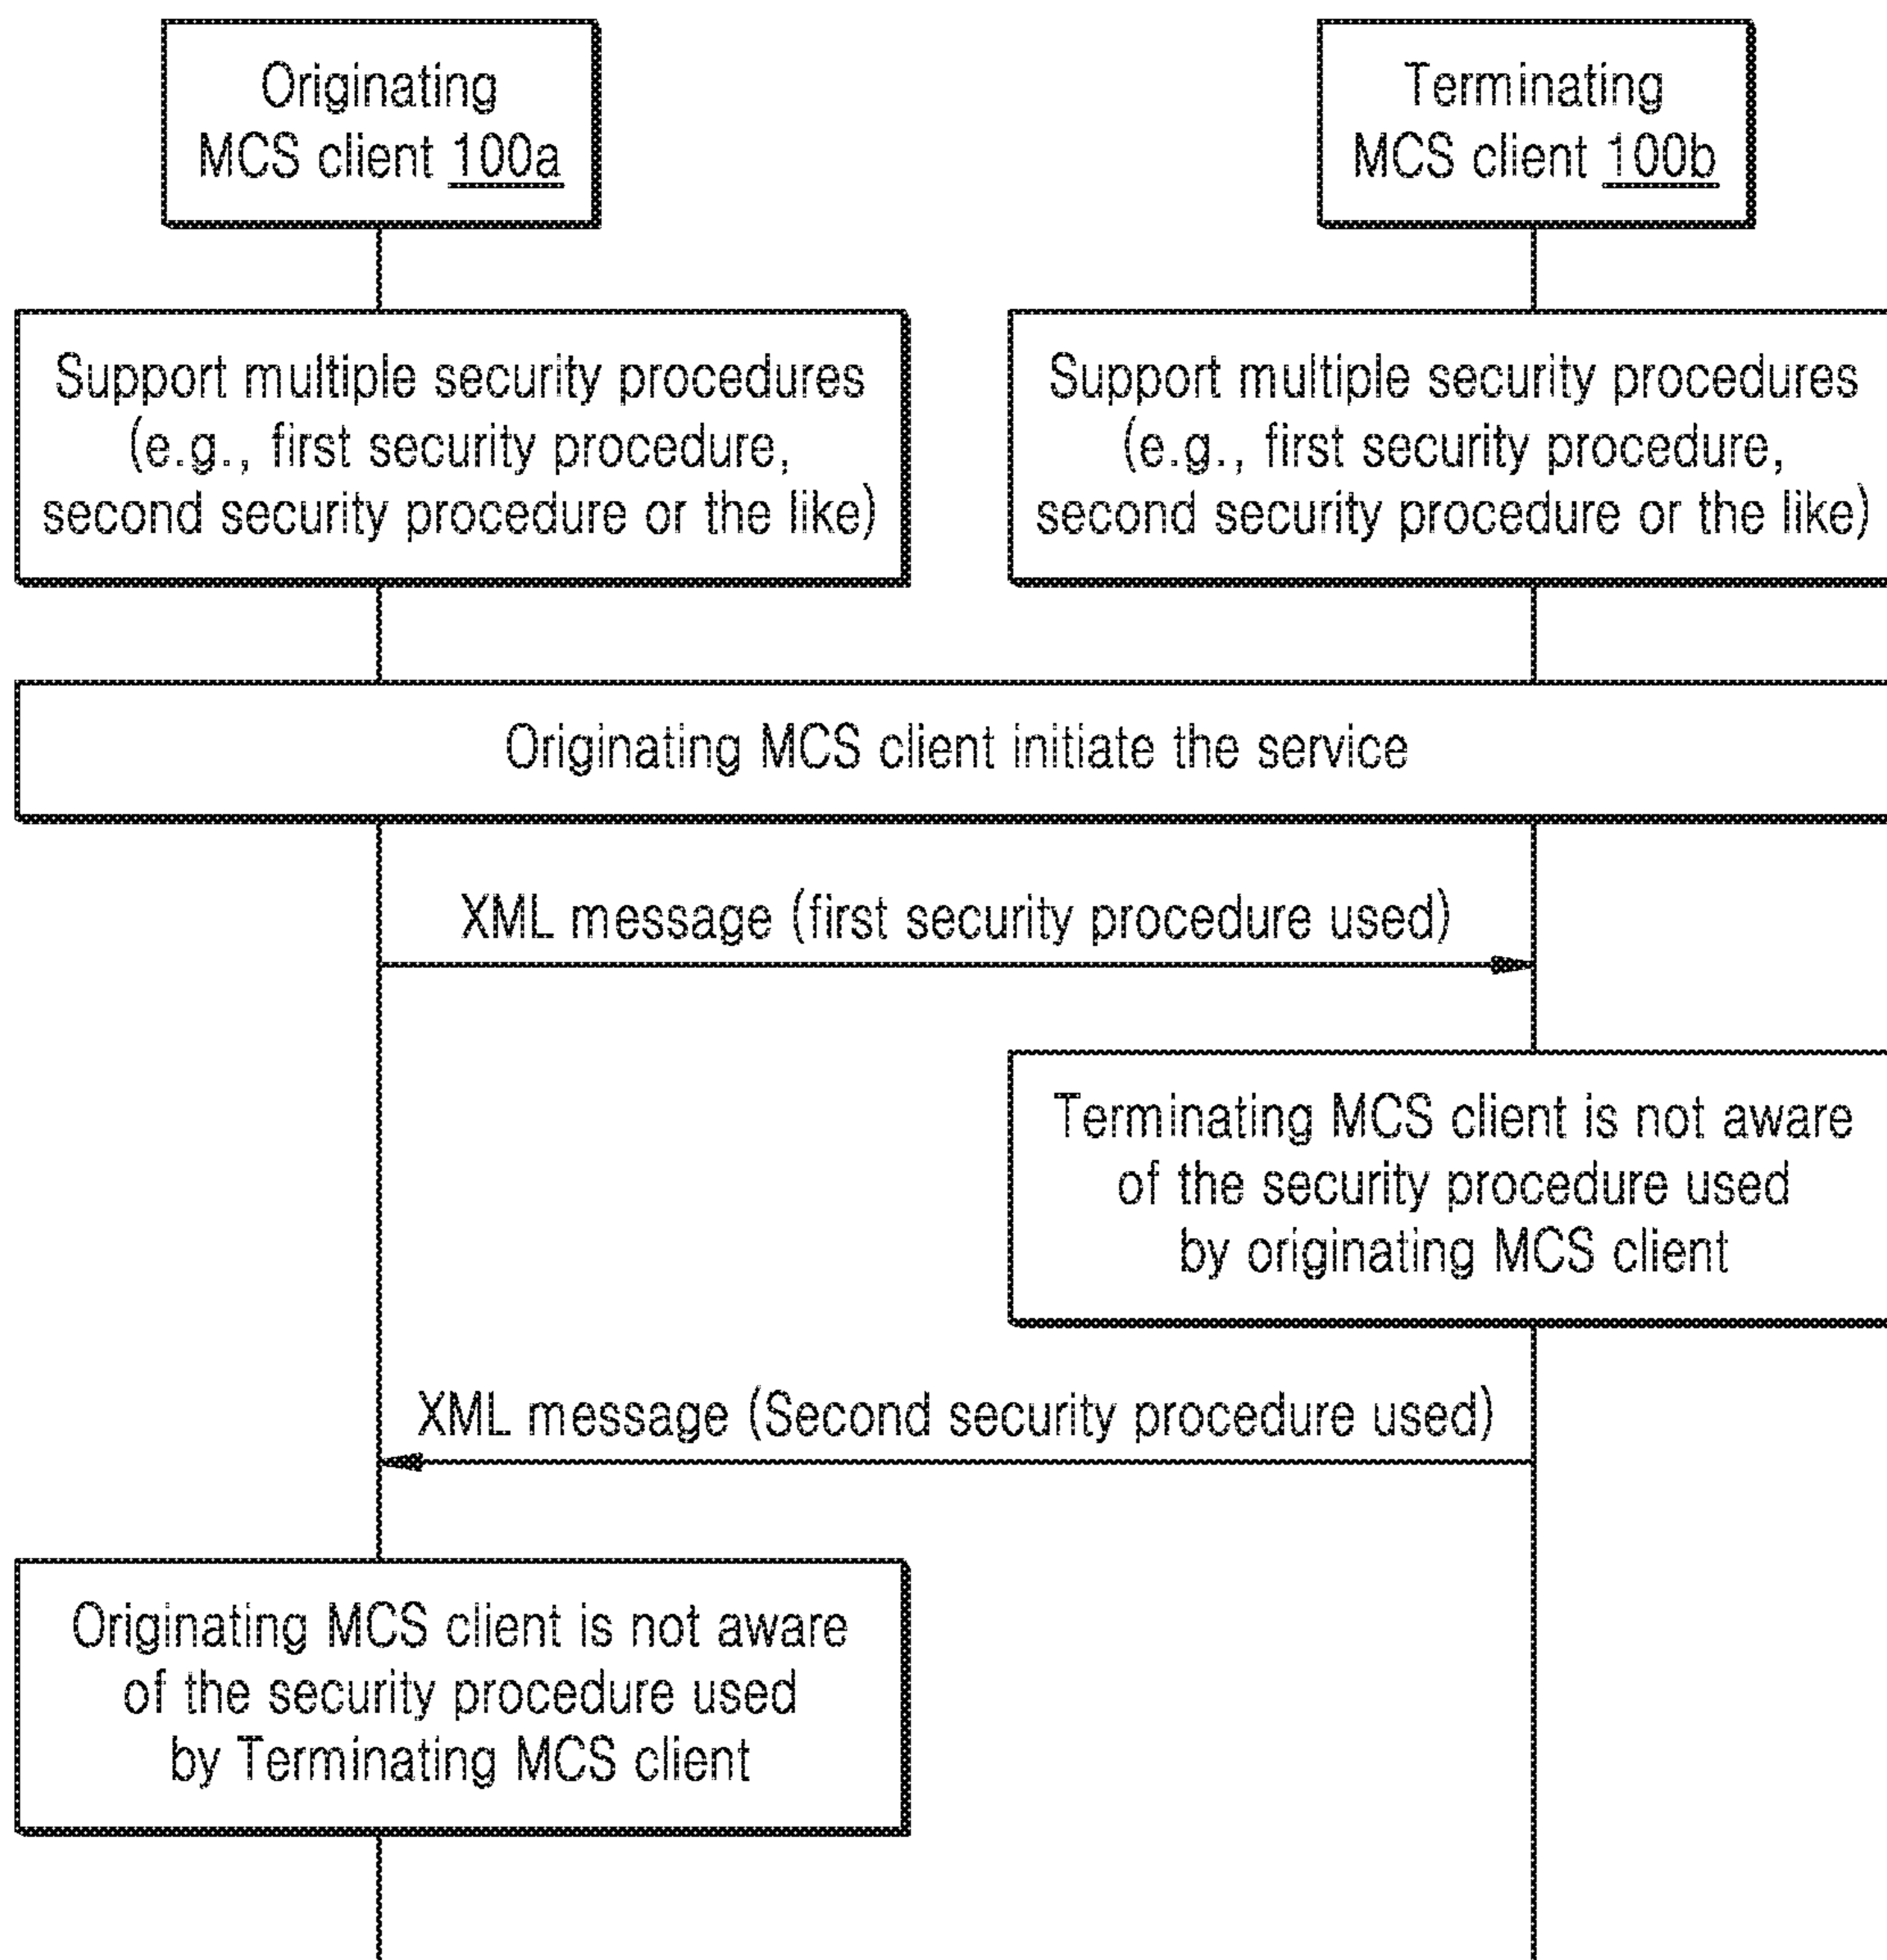 Originating
MCS client 100a
Terminating
MCS client 100b
Support multiple security procedures
(e.g., first security procedure,
second security procedure or the like)
Support multiple security procedures
(e.g., first security procedure,
second security procedure or the like)
Originating MCS client initiate the service
XML message (first security procedure used)
Terminating MCS client is not aware
of the security procedure used
by originating MCS client
XML message (Second security procedure used)
Originating MCS client is not aware
of the security procedure used
by Terminating MCS client